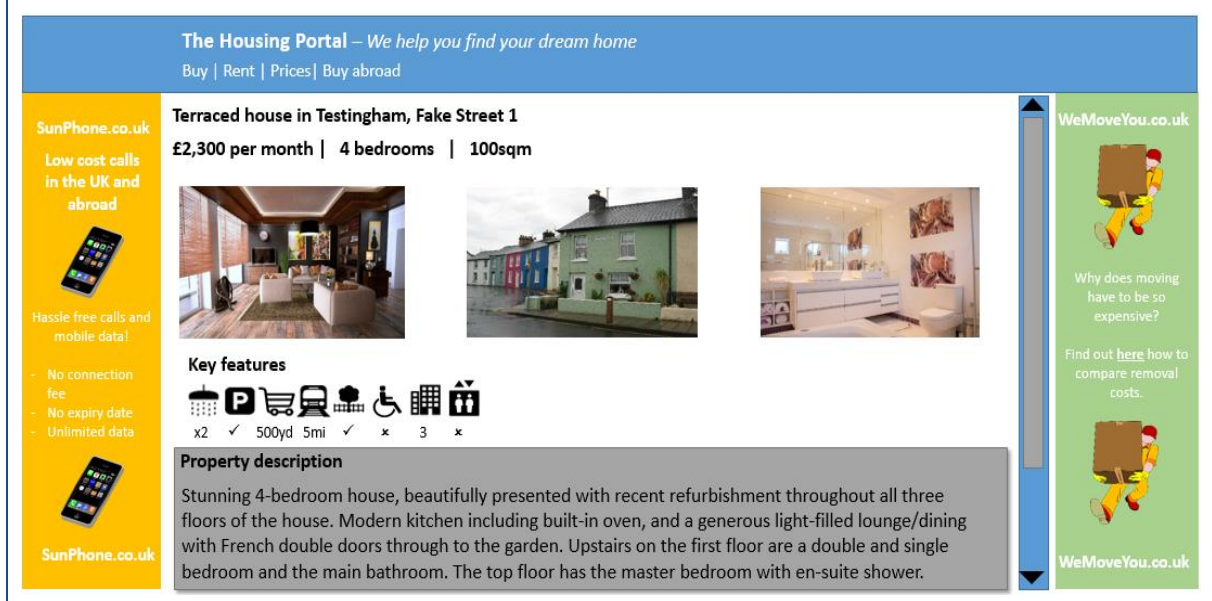 The Housing Portal – We help you find your dream home
Buy | Rent | Prices| Buy abroad
SunPhone.co.uk
Low cost calls
in the UK and
abroad
Hassle free calls and
mobile data!
- No connection
fee
- No expiry date
- Unlimited data
SunPhone.co.uk
Terraced house in Testingham, Fake Street 1
£2,300 per month | 4 bedrooms | 100sqm
Key features
P
x2 ✓ 500yd 5mi ✓ × 3 ×
Property description
Stunning 4-bedroom house, beautifully presented with recent refurbishment throughout all three
floors of the house. Modern kitchen including built-in oven, and a generous light-filled lounge/dining
with French double doors through to the garden. Upstairs on the first floor are a double and single
bedroom and the main bathroom. The top floor has the master bedroom with en-suite shower.
WeMoveYou.co.uk
Why does moving
have to be so
expensive?
Find out here how to
compare removal
costs.
WeMoveYou.co.uk